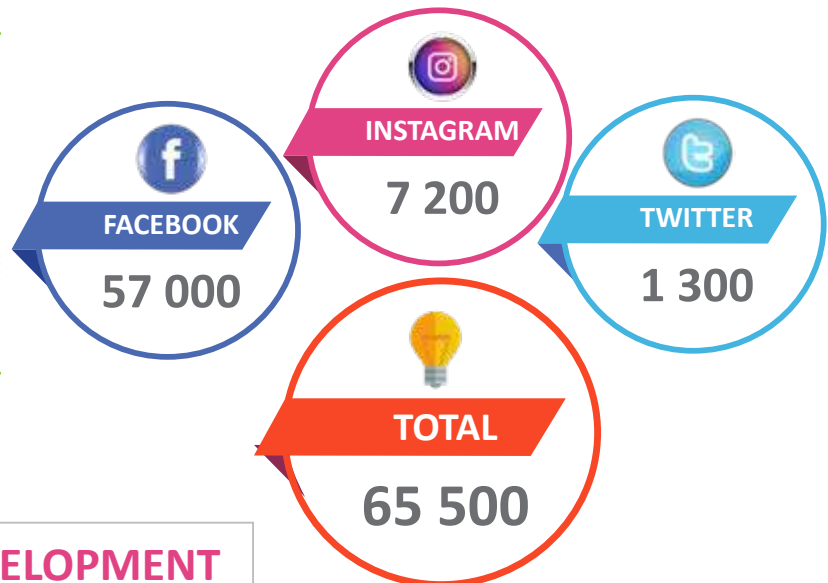 INSTAGRAM
7 200
FACEBOOK
57 000
TWITTER
1 300
TOTAL
65 500
ELOPMENT